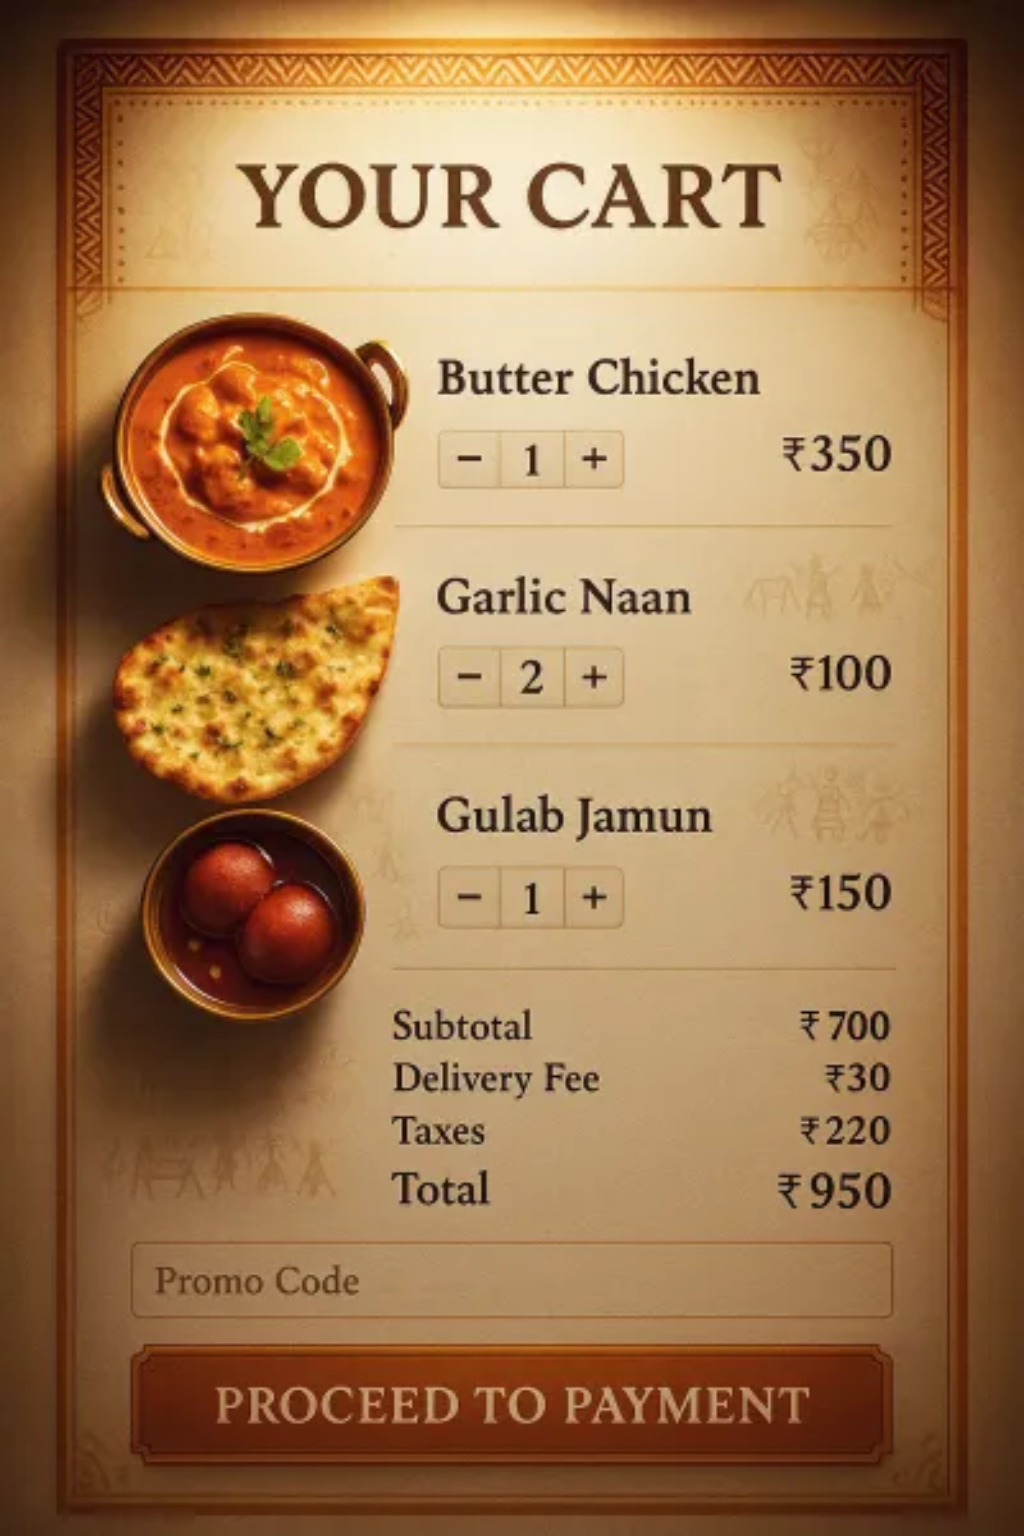 YOUR CART
Butter Chicken
− 1 + ₹350
Garlic Naan
− 2 + ₹100
Gulab Jamun
− 1 + ₹150
Subtotal ₹700
Delivery Fee ₹30
Taxes ₹220
Total ₹950
Promo Code
PROCEED TO PAYMENT